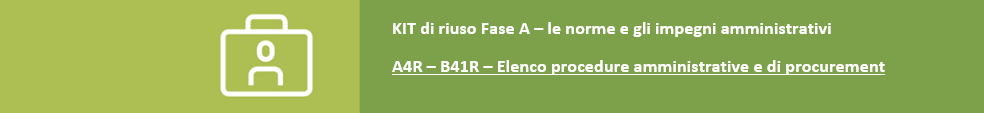 KIT di riuso Fase A – le norme e gli impegni amministrativi
A4R – B41R – Elenco procedure amministrative e di procurement